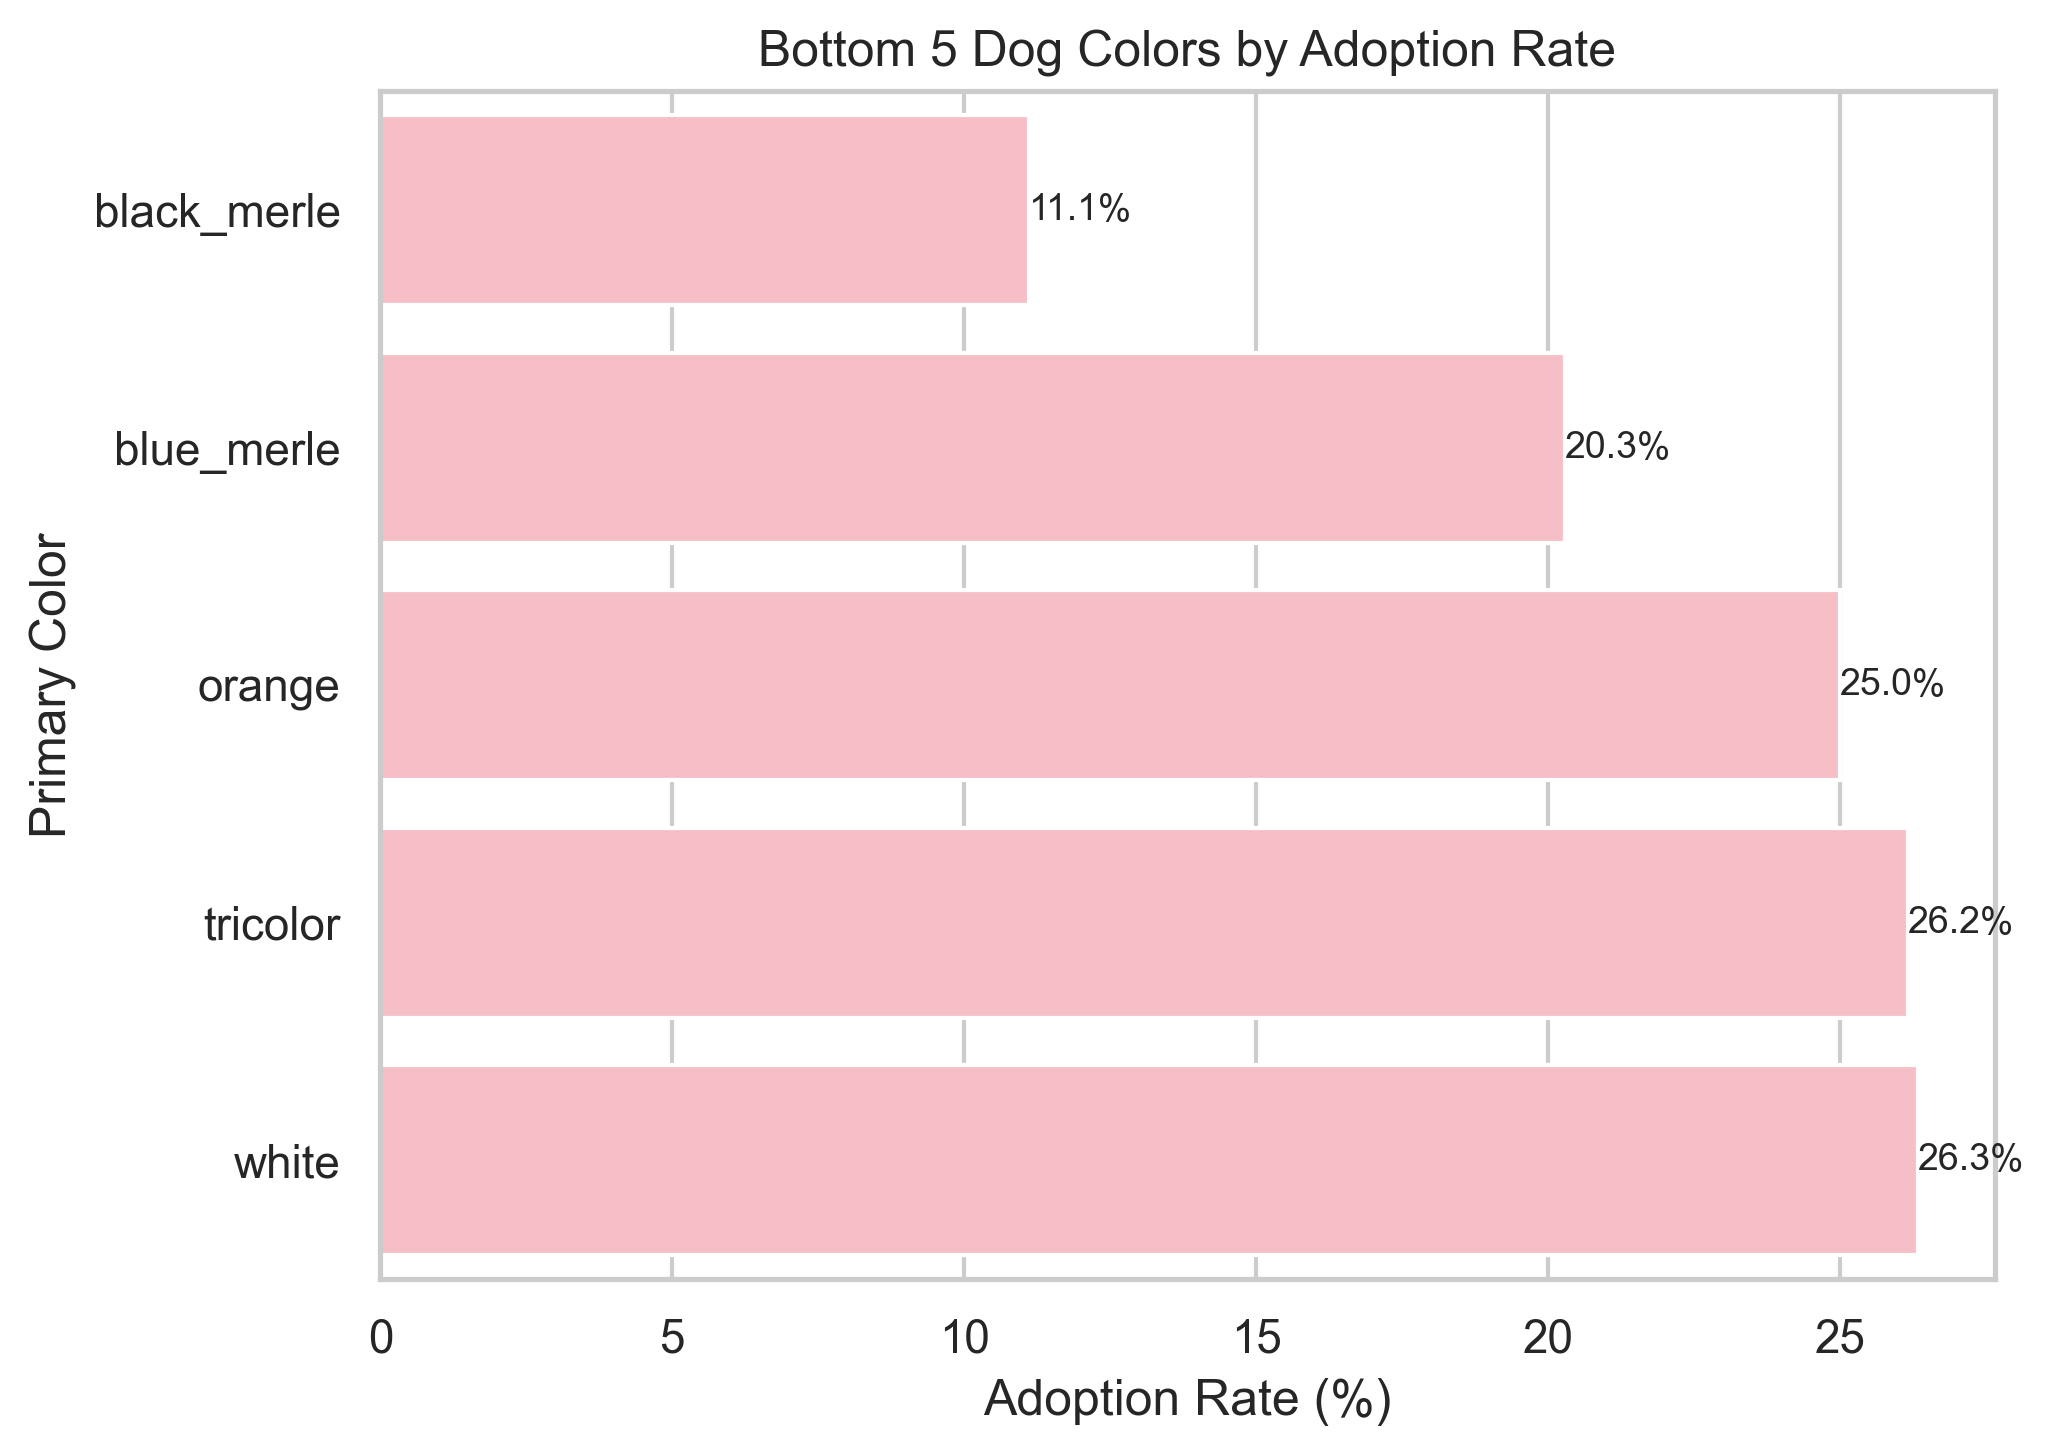 Bottom 5 Dog Colors by Adoption Rate
Primary Color
black_merle
11.1%
blue_merle
20.3%
orange
25.0%
tricolor
26.2%
white
26.3%
0 5 10 15 20 25
Adoption Rate (%)